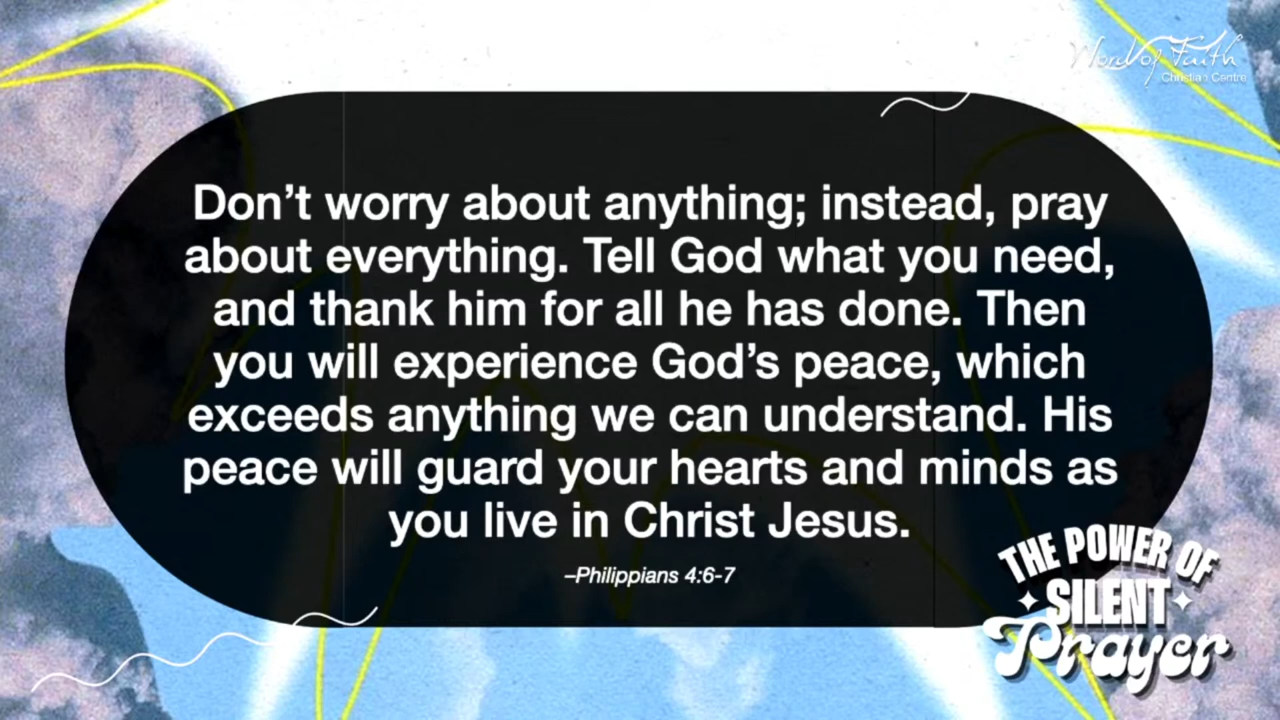 Word of Faith
Christian Centre
Don’t worry about anything; instead, pray
about everything. Tell God what you need,
and thank him for all he has done. Then
you will experience God’s peace, which
exceeds anything we can understand. His
peace will guard your hearts and minds as
you live in Christ Jesus.
–Philippians 4:6-7
THE POWER OF
SILENT
Prayer